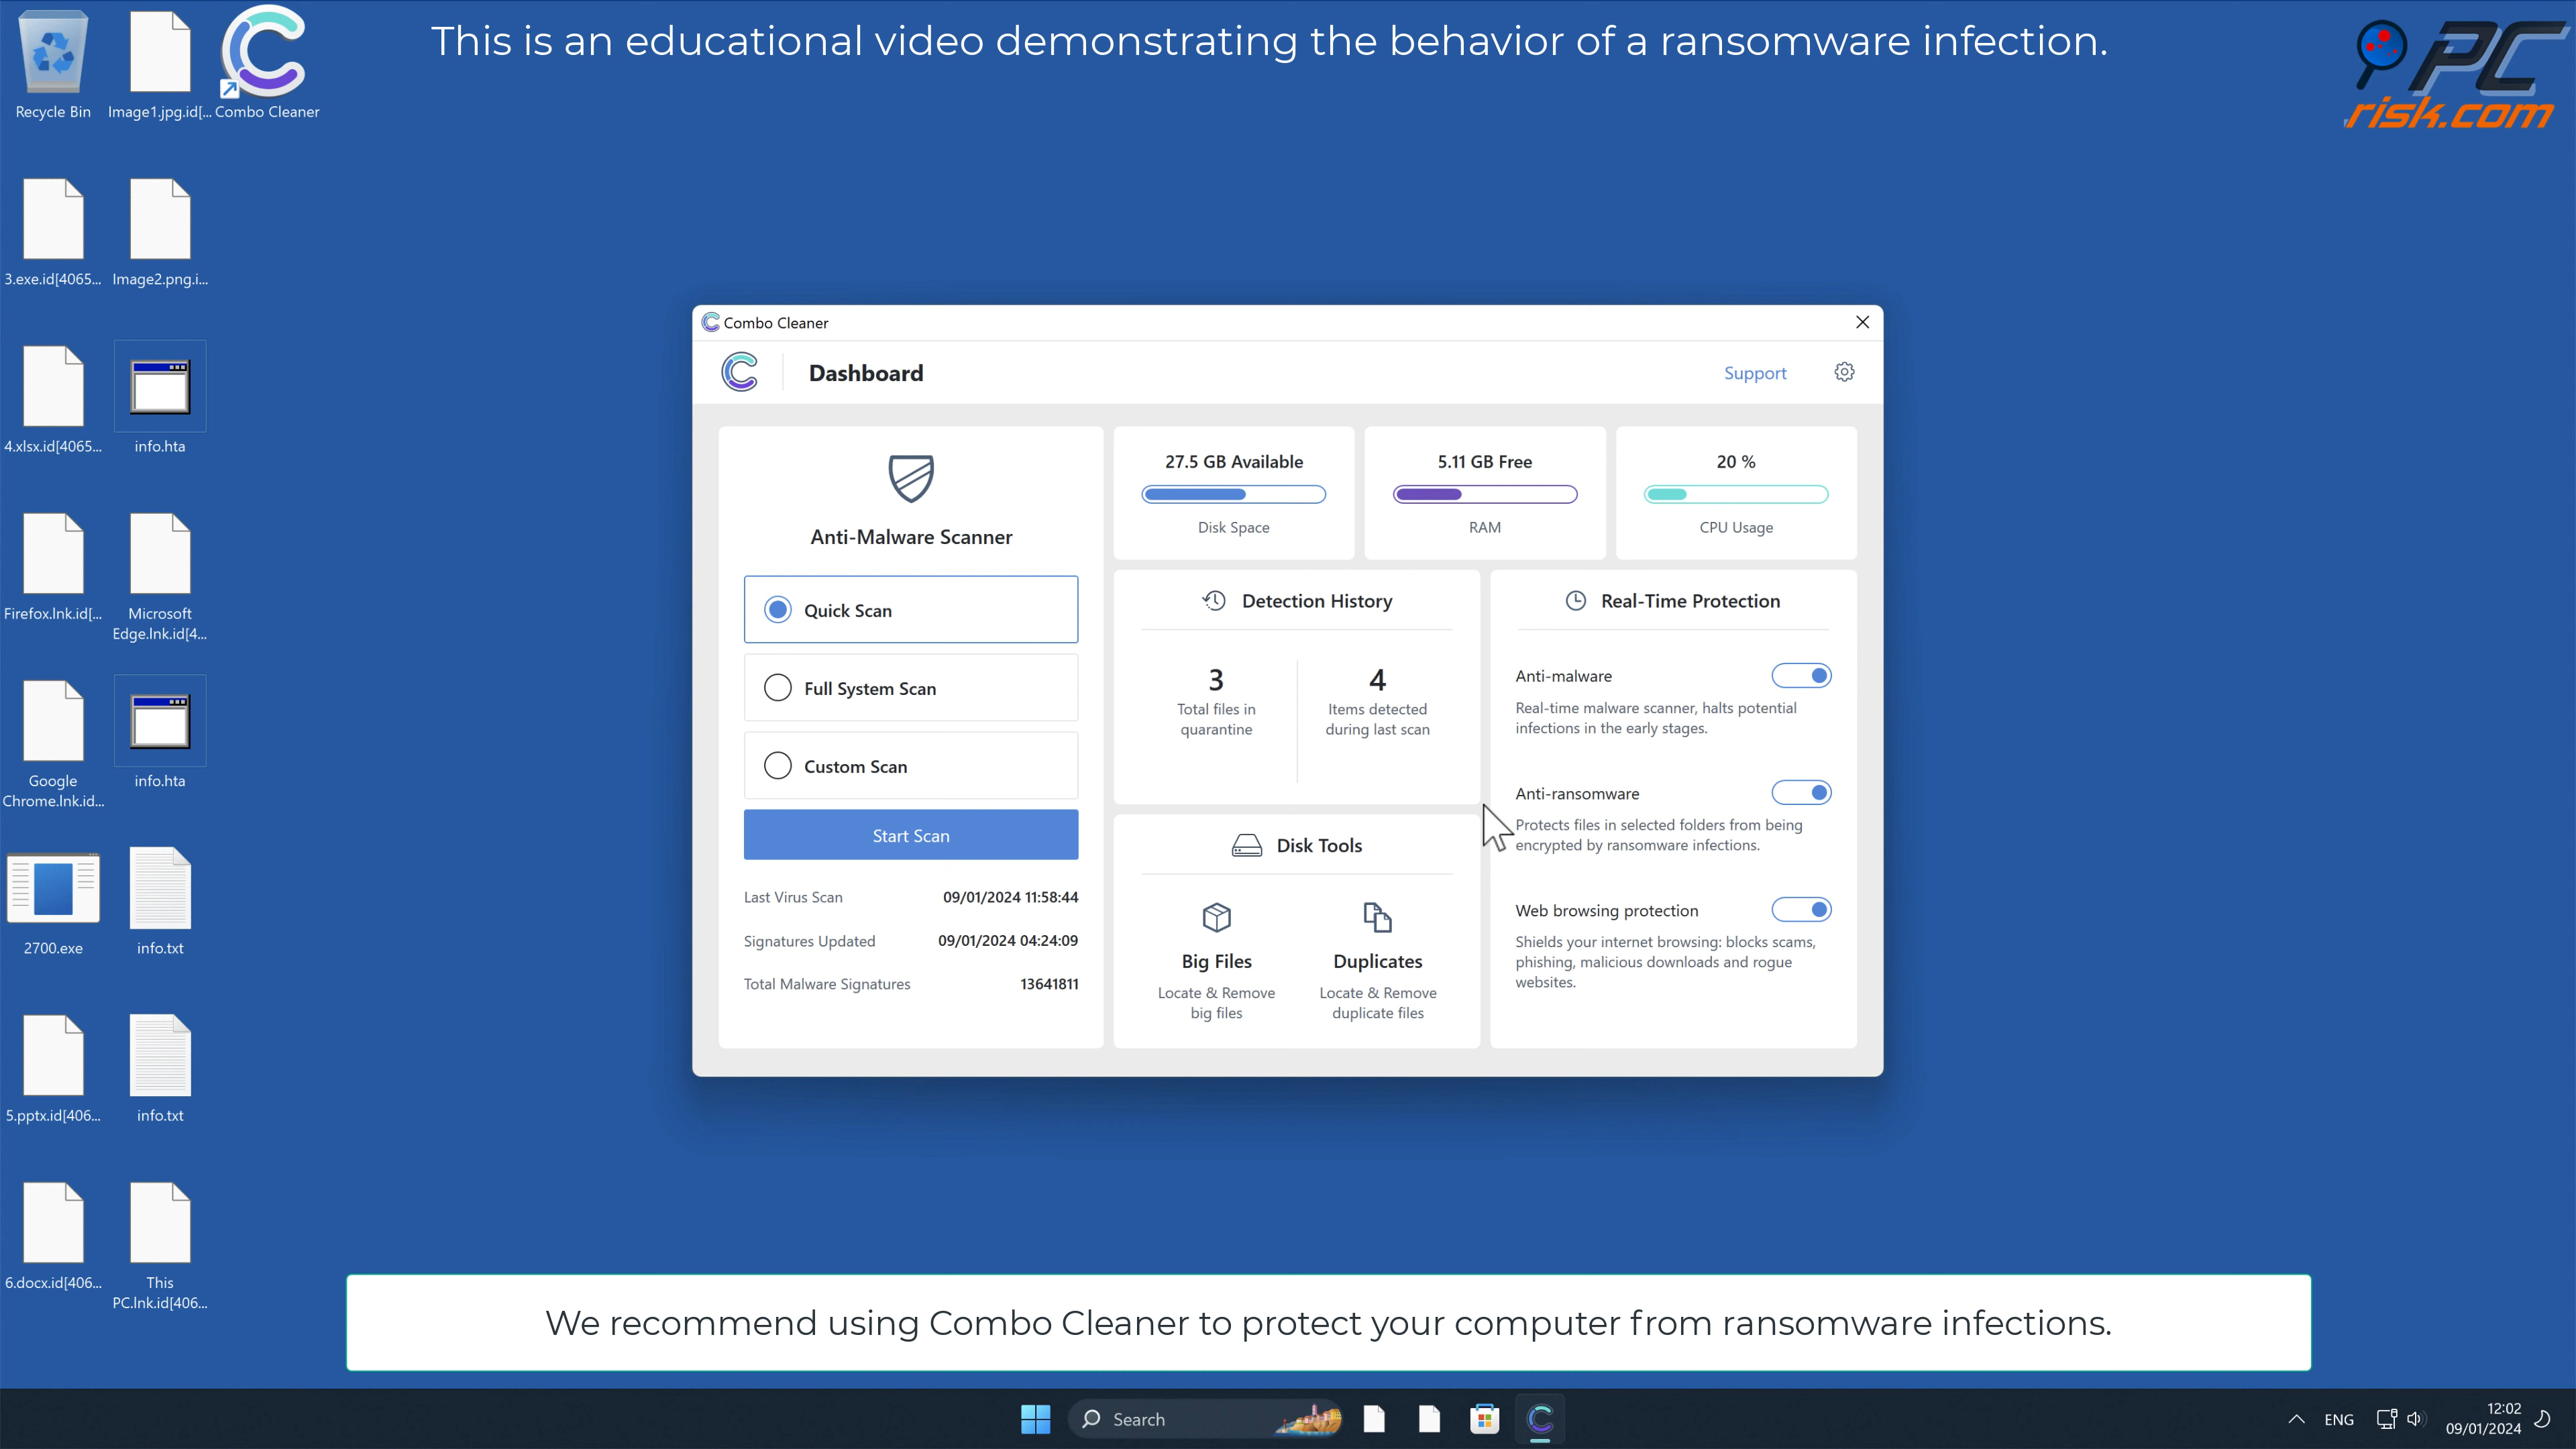 This is an educational video demonstrating the behavior of a ransomware infection.
PC
risk.com
Recycle Bin
Image1.jpg.id[...
Combo Cleaner
3.exe.id[4065...
Image2.png.i...
4.xlsx.id[4065...
info.hta
Firefox.lnk.id[...
Microsoft
Edge.lnk.id[4...
Google
Chrome.lnk.id...
info.hta
2700.exe
info.txt
5.pptx.id[406...
info.txt
6.docx.id[406...
This
PC.lnk.id[406...
Combo Cleaner
Dashboard
Support
Anti-Malware Scanner
Quick Scan
Full System Scan
Custom Scan
Start Scan
Last Virus Scan 09/01/2024 11:58:44
Signatures Updated 09/01/2024 04:24:09
Total Malware Signatures 13641811
27.5 GB Available
Disk Space
5.11 GB Free
RAM
20 %
CPU Usage
Detection History
3
Total files in
quarantine
4
Items detected
during last scan
Disk Tools
Big Files
Locate & Remove
big files
Duplicates
Locate & Remove
duplicate files
Real-Time Protection
Anti-malware
Real-time malware scanner, halts potential
infections in the early stages.
Anti-ransomware
Protects files in selected folders from being
encrypted by ransomware infections.
Web browsing protection
Shields your internet browsing: blocks scams,
phishing, malicious downloads and rogue
websites.
We recommend using Combo Cleaner to protect your computer from ransomware infections.
Search
ENG
12:02
09/01/2024